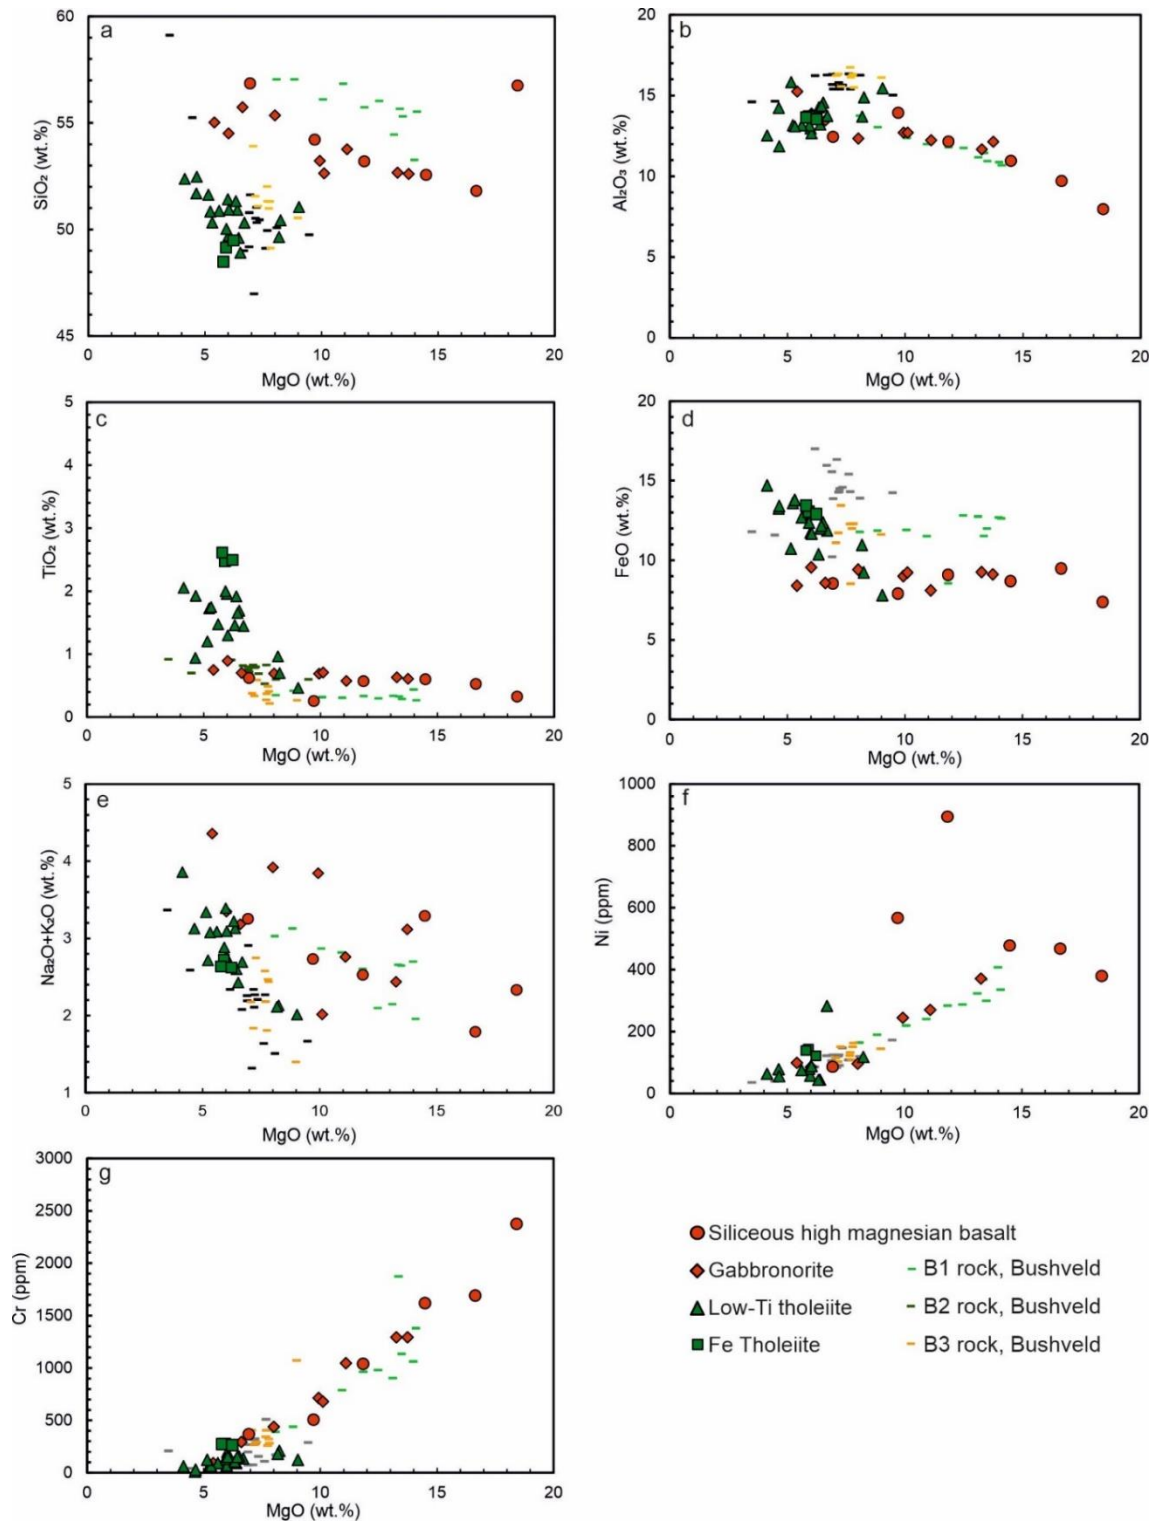 a
60
55
50
45
SiO₂ (wt.%)
0 5 10 15 20
MgO (wt.%)
b
20
15
10
5
0
Al₂O₃ (wt.%)
0 5 10 15 20
MgO (wt.%)
c
5
4
3
2
1
0
TiO₂ (wt.%)
0 5 10 15 20
MgO (wt.%)
d
20
15
10
5
0
FeO (wt.%)
0 5 10 15 20
MgO (wt.%)
e
5
4
3
2
1
Na₂O+K₂O (wt.%)
0 5 10 15 20
MgO (wt.%)
f
1000
800
600
400
200
0
Ni (ppm)
0 5 10 15 20
MgO (wt.%)
g
3000
2500
2000
1500
1000
500
0
Cr (ppm)
0 5 10 15 20
MgO (wt.%)
Siliceous high magnesian basalt
Gabbronorite
Low-Ti tholeiite
Fe Tholeiite
B1 rock, Bushveld
B2 rock, Bushveld
B3 rock, Bushveld